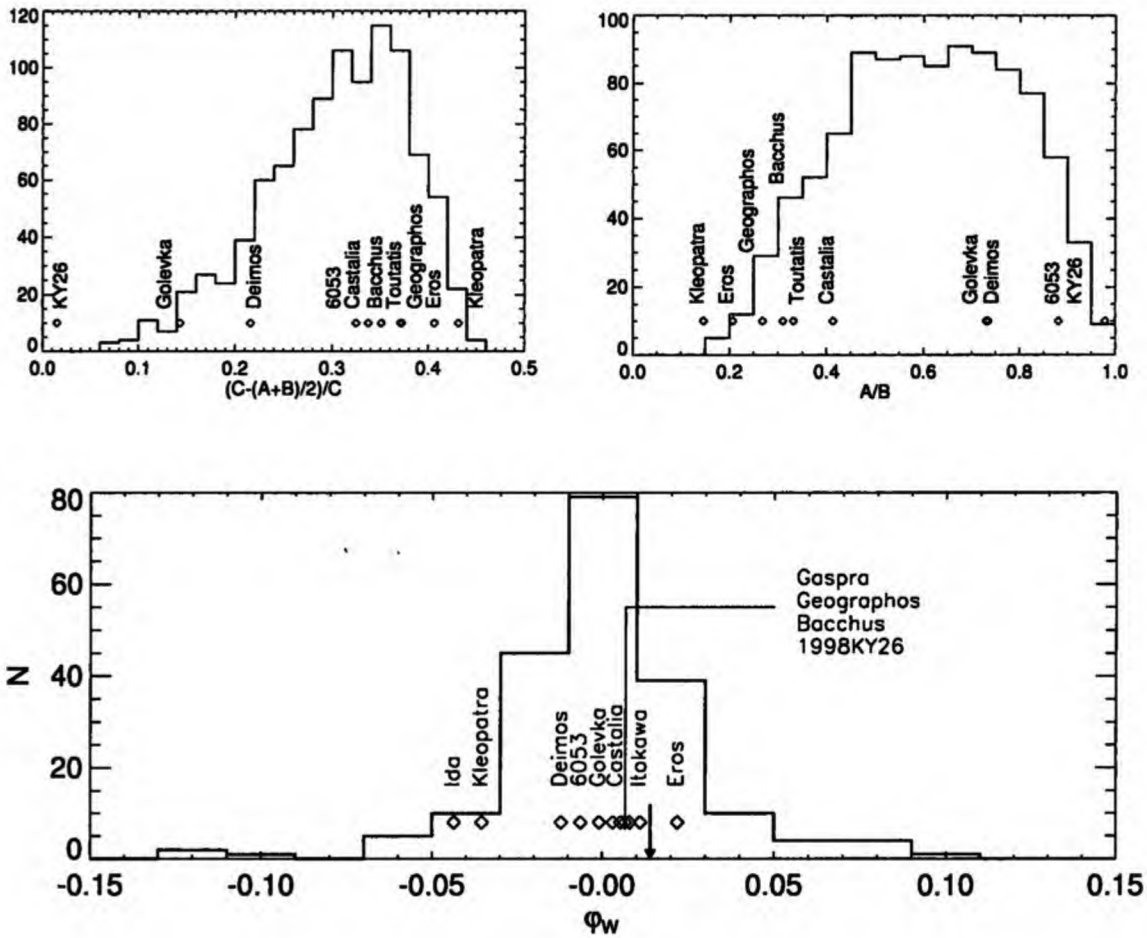 120
100
80
60
40
20
0
KY26
Golevka
Deimos
6053
Castalia
Bacchus
Toutatis
Geographos
Eros
Kleopatra
0.0 0.1 0.2 0.3 0.4 0.5
(C-(A+B)/2)/C
100
80
60
40
20
0
Kleopatra
Eros
Geographos
Bacchus
Toutatis
Castalia
Golevka
Deimos
6053
KY26
0.0 0.2 0.4 0.6 0.8 1.0
A/B
80
60
40
20
0
N
Ida
Kleopatra
Deimos
6053
Golevka
Castalia
Itokawa
Eros
Gaspra
Geographos
Bacchus
1998KY26
-0.15 -0.10 -0.05 -0.00 0.05 0.10 0.15
φW